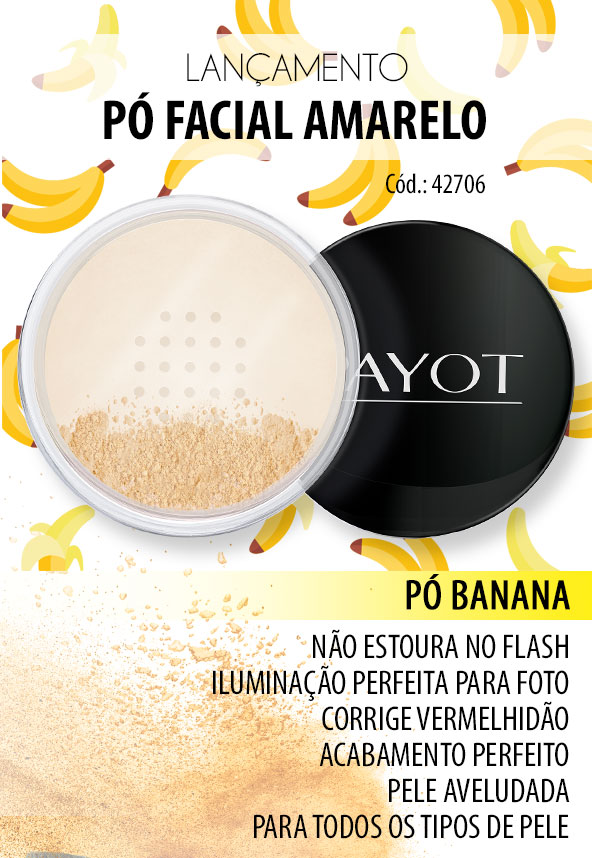 LANÇAMENTO
PÓ FACIAL AMARELO
Cód.: 42706
AYOT
PÓ BANANA
NÃO ESTOURA NO FLASH
ILUMINAÇÃO PERFEITA PARA FOTO
CORRIGE VERMELHIDÃO
ACABAMENTO PERFEITO
PELE AVELUDADA
PARA TODOS OS TIPOS DE PELE